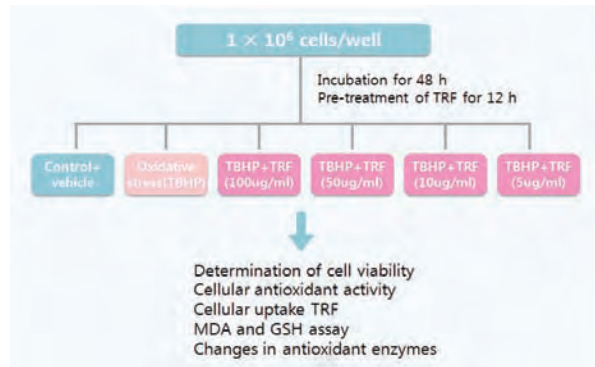 1 × 10⁶ cells/well
Incubation for 48 h
Pre-treatment of TRF for 12 h
Control+
vehicle
Oxidative
stress(TBHP)
TBHP+TRF
(100ug/ml)
TBHP+TRF
(50ug/ml)
TBHP+TRF
(10ug/ml)
TBHP+TRF
(5ug/ml)
Determination of cell viability
Cellular antioxidant activity
Cellular uptake TRF
MDA and GSH assay
Changes in antioxidant enzymes